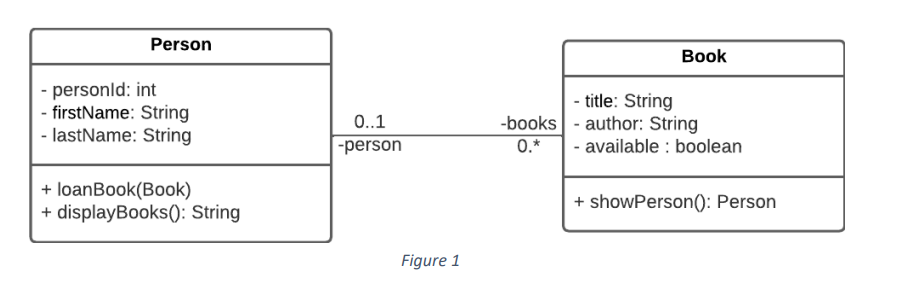 Person
- personId: int
- firstName: String
- lastName: String
+ loanBook(Book)
+ displayBooks(): String
0..1
-person
-books
0.*
Book
- title: String
- author: String
- available : boolean
+ showPerson(): Person
Figure 1